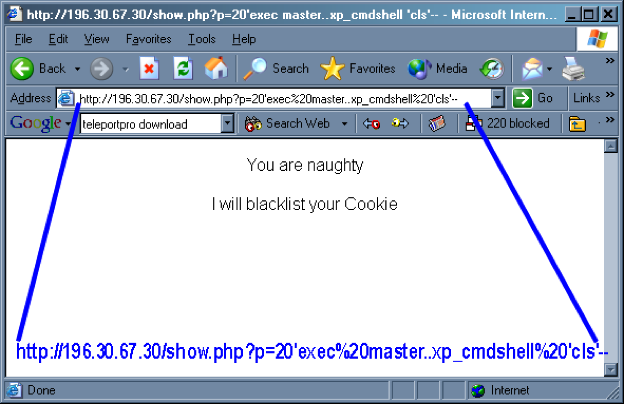 http://196.30.67.30/show.php?p=20'exec master..xp_cmdshell 'cls'-- - Microsoft Intern...
File Edit View Favorites Tools Help
Back Search Favorites Media
Address http://196.30.67.30/show.php?p=20'exec%20master..xp_cmdshell%20'cls'-- Go Links
Google teleportpro download Search Web 220 blocked
You are naughty
I will blacklist your Cookie
http://196.30.67.30/show.php?p=20'exec%20master..xp_cmdshell%20'cls'--
Done Internet